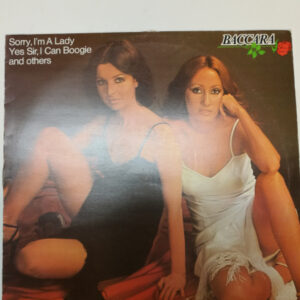 Sorry, I'm A Lady
Yes Sir, I Can Boogie
and others
BACCARA